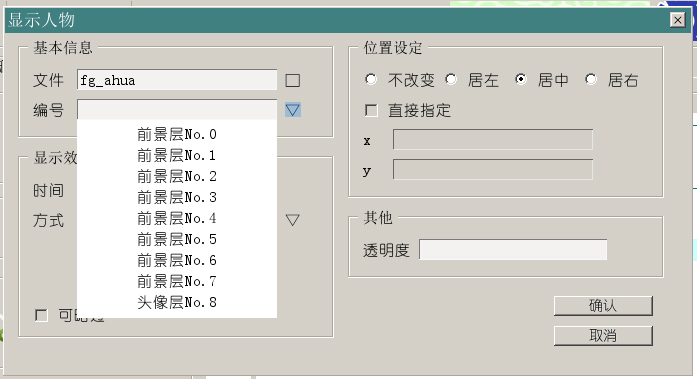 显示人物
基本信息
文件 fg_ahua
编号
前景层No.0
前景层No.1
前景层No.2
前景层No.3
前景层No.4
前景层No.5
前景层No.6
前景层No.7
头像层No.8
显示效
时间
方式
位置设定
不改变 居左 居中 居右
直接指定
x
y
其他
透明度
确认
取消